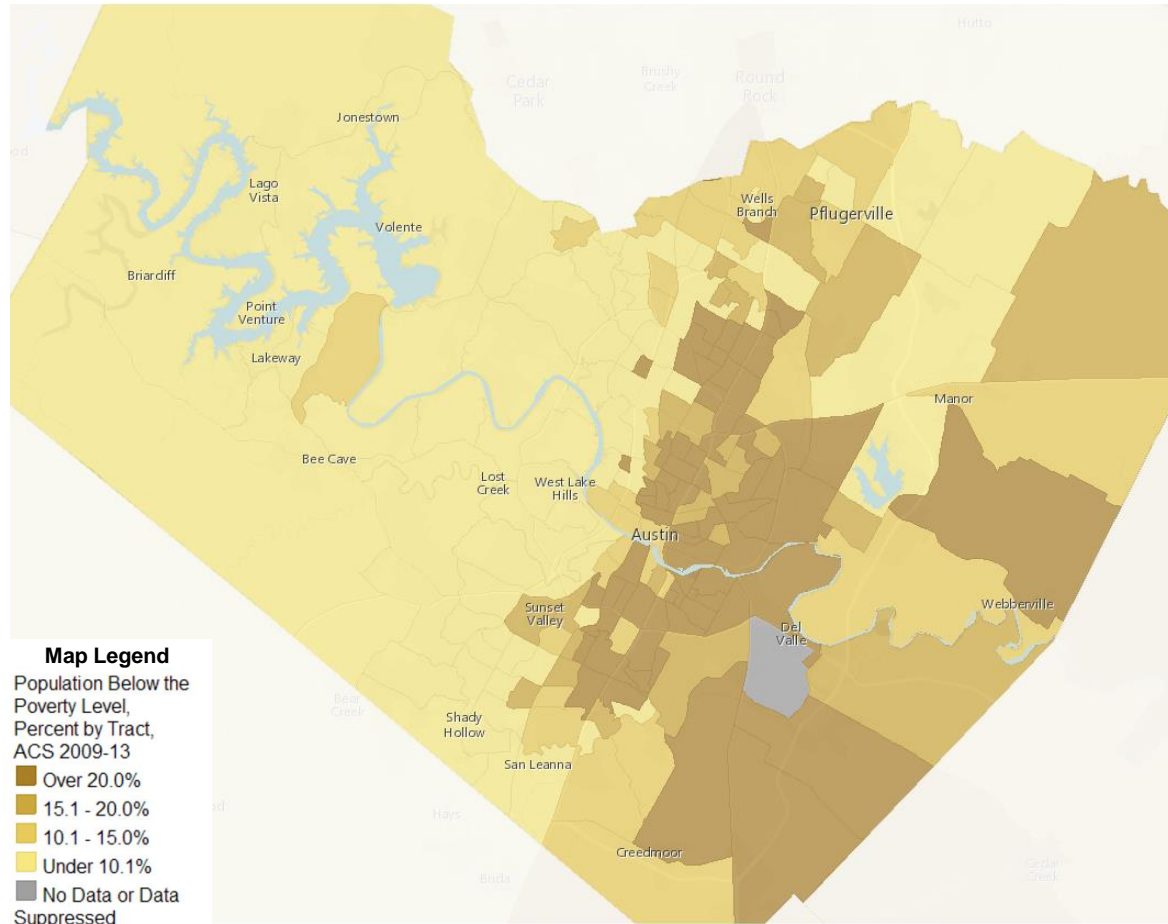 Hutto
Cedar
Park
Brushy
Creek
Round
Rock
Jonestown
Lago
Vista
Wells
Branch
Pflugerville
Volente
Briarcliff
Point
Venture
Lakeway
Manor
Bee Cave
Lost
Creek
West Lake
Hills
Austin
Sunset
Valley
Webberville
Del
Valle
Bear
Creek
Shady
Hollow
San Leanna
Hays
Creedmoor
Buda
Cedar
Creek
Map Legend
Population Below the
Poverty Level,
Percent by Tract,
ACS 2009-13
Over 20.0%
15.1 - 20.0%
10.1 - 15.0%
Under 10.1%
No Data or Data
Suppressed